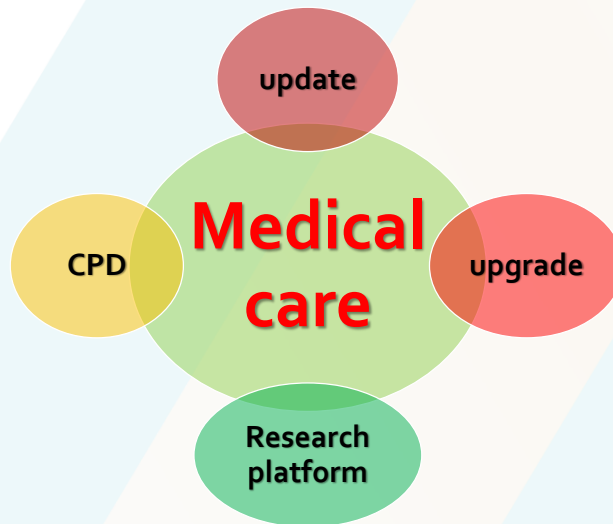 update
Medical
care
CPD
upgrade
Research
platform